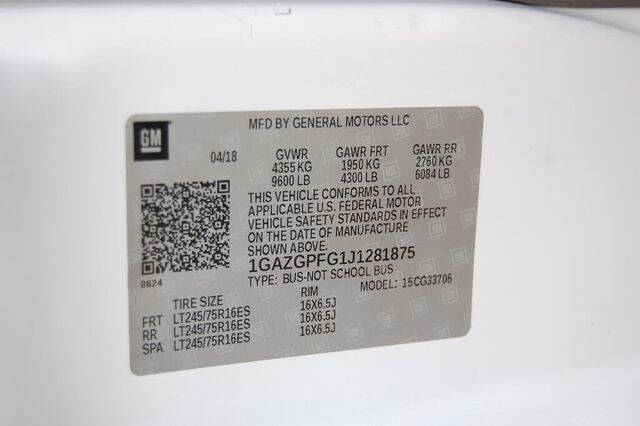 GM
MFD BY GENERAL MOTORS LLC
04/18 GVWR GAWR FRT GAWR RR
4355 KG 1950 KG 2760 KG
9600 LB 4300 LB 6084 LB
THIS VEHICLE CONFORMS TO ALL
APPLICABLE U.S. FEDERAL MOTOR
VEHICLE SAFETY STANDARDS IN EFFECT
ON THE DATE OF MANUFACTURE
SHOWN ABOVE.
1GAZGPFG1J1281875
8624
TYPE: BUS-NOT SCHOOL BUS MODEL: 15CG33706
TIRE SIZE RIM
FRT LT245/75R16ES 16X6.5J
RR LT245/75R16ES 16X6.5J
SPA LT245/75R16ES 16X6.5J